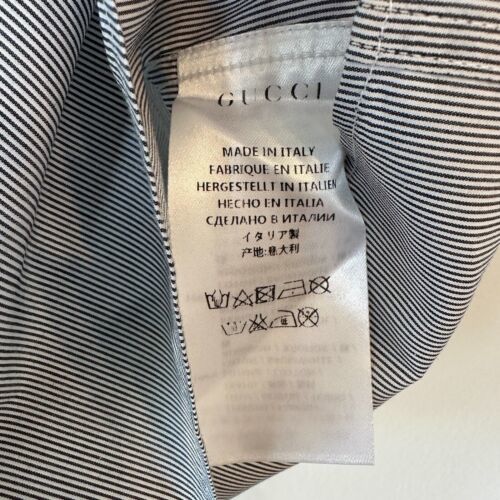 GUCCI
MADE IN ITALY
FABRIQUE EN ITALIE
HERGESTELLT IN ITALIEN
HECHO EN ITALIA
СДЕЛАНО В ИТАЛИИ
イタリア製
产地:意大利